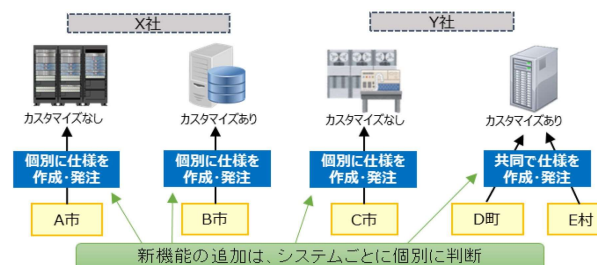 X社
Y社
カスタマイズなし
カスタマイズあり
カスタマイズなし
カスタマイズあり
個別に仕様を
作成・発注
個別に仕様を
作成・発注
個別に仕様を
作成・発注
共同で仕様を
作成・発注
A市
B市
C市
D町
E村
新機能の追加は、システムごとに個別に判断